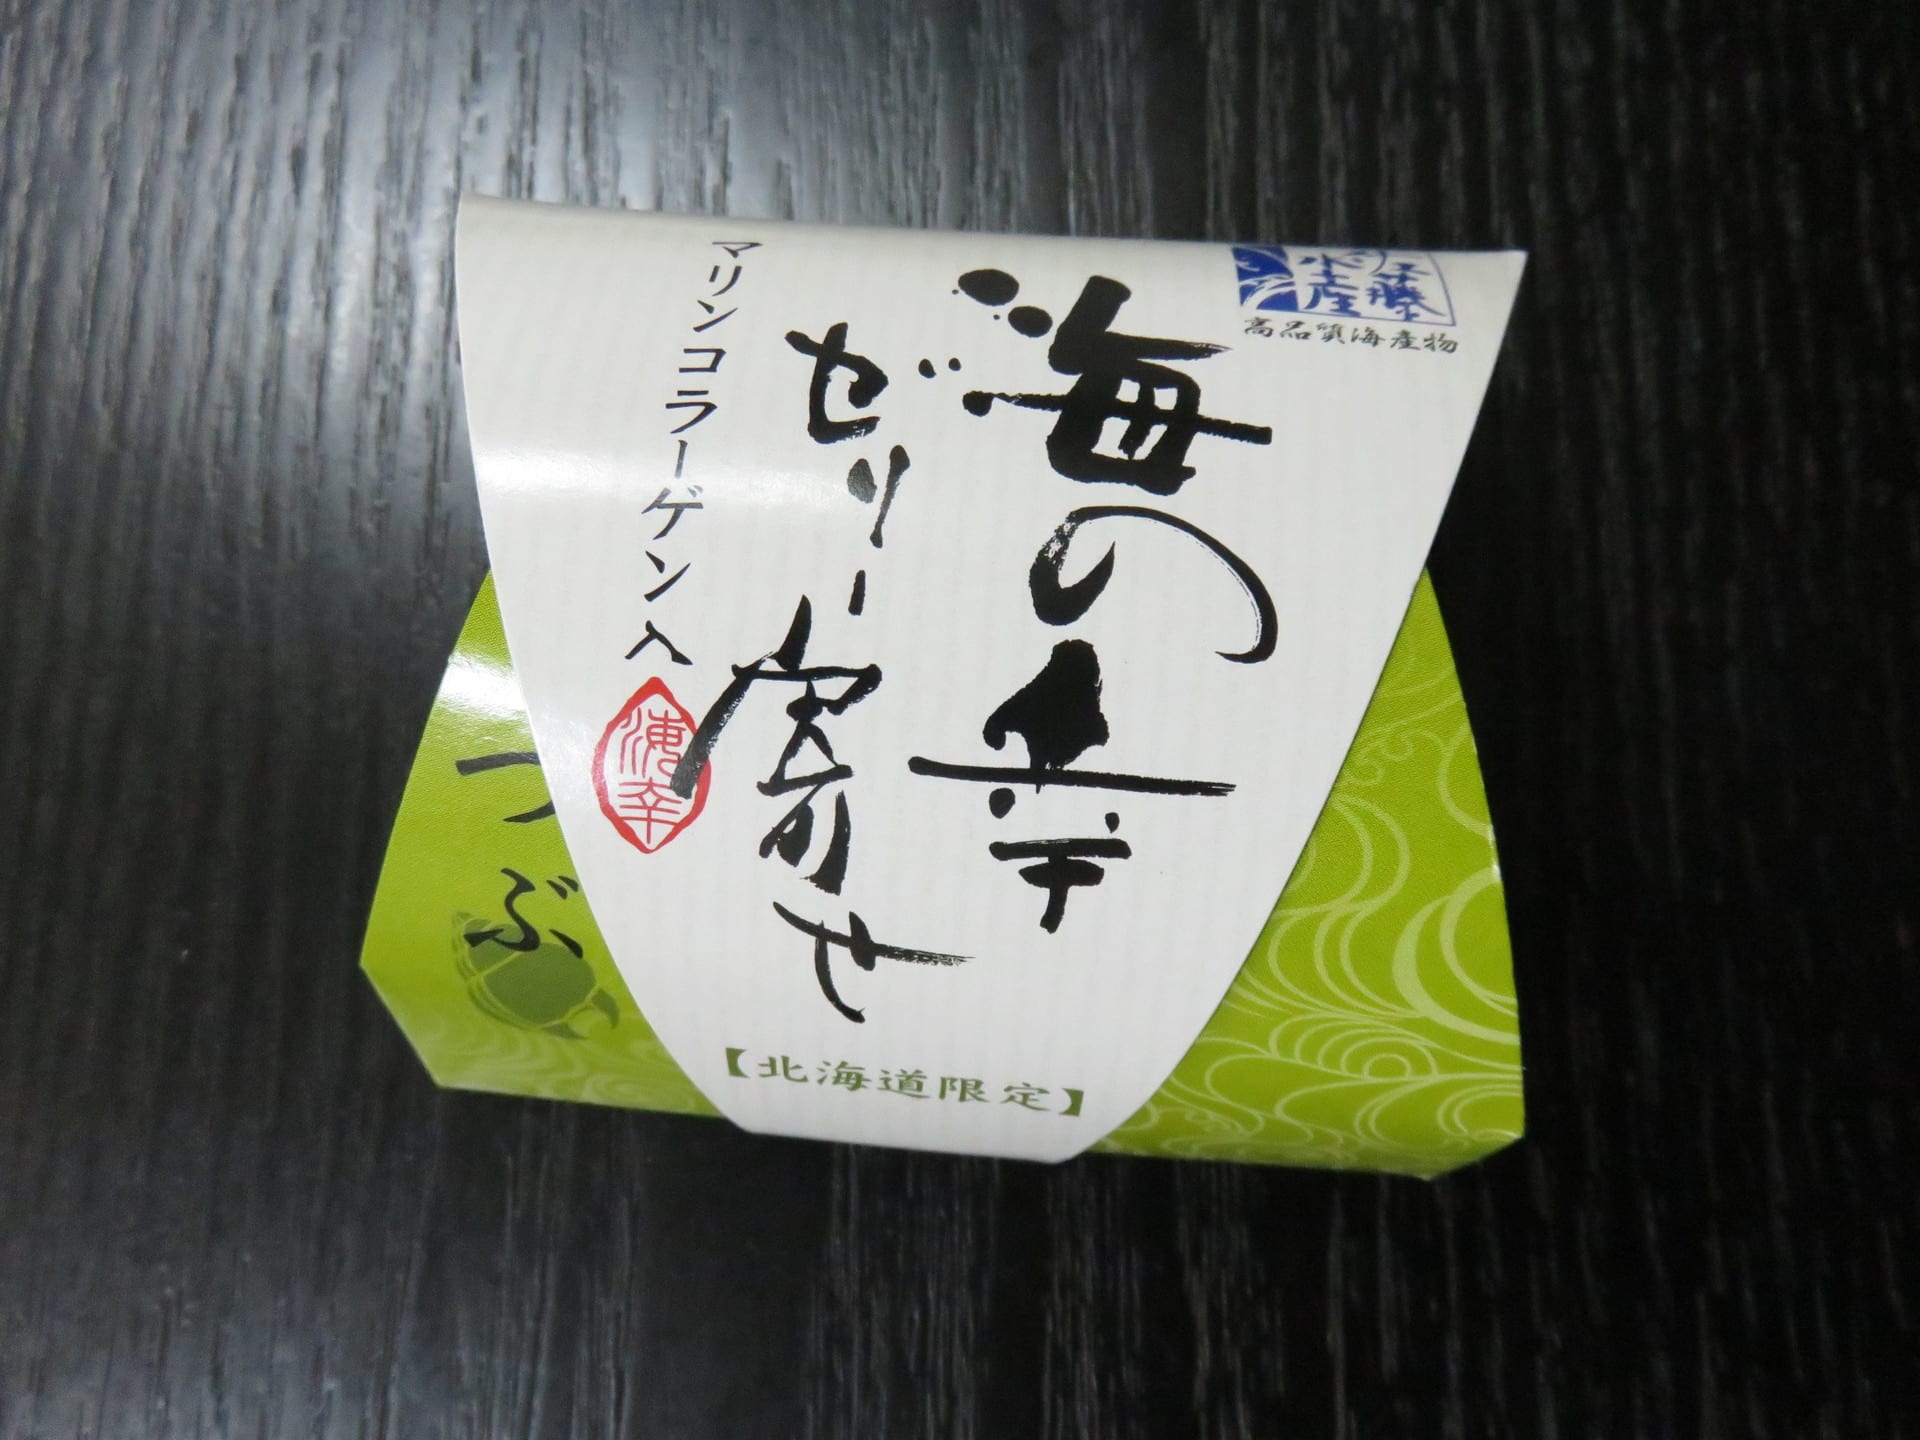 江藤
水産
高品質海産物
海の幸
ゼリー寄せ
マリンコラーゲン入
海幸
つぶ
【北海道限定】